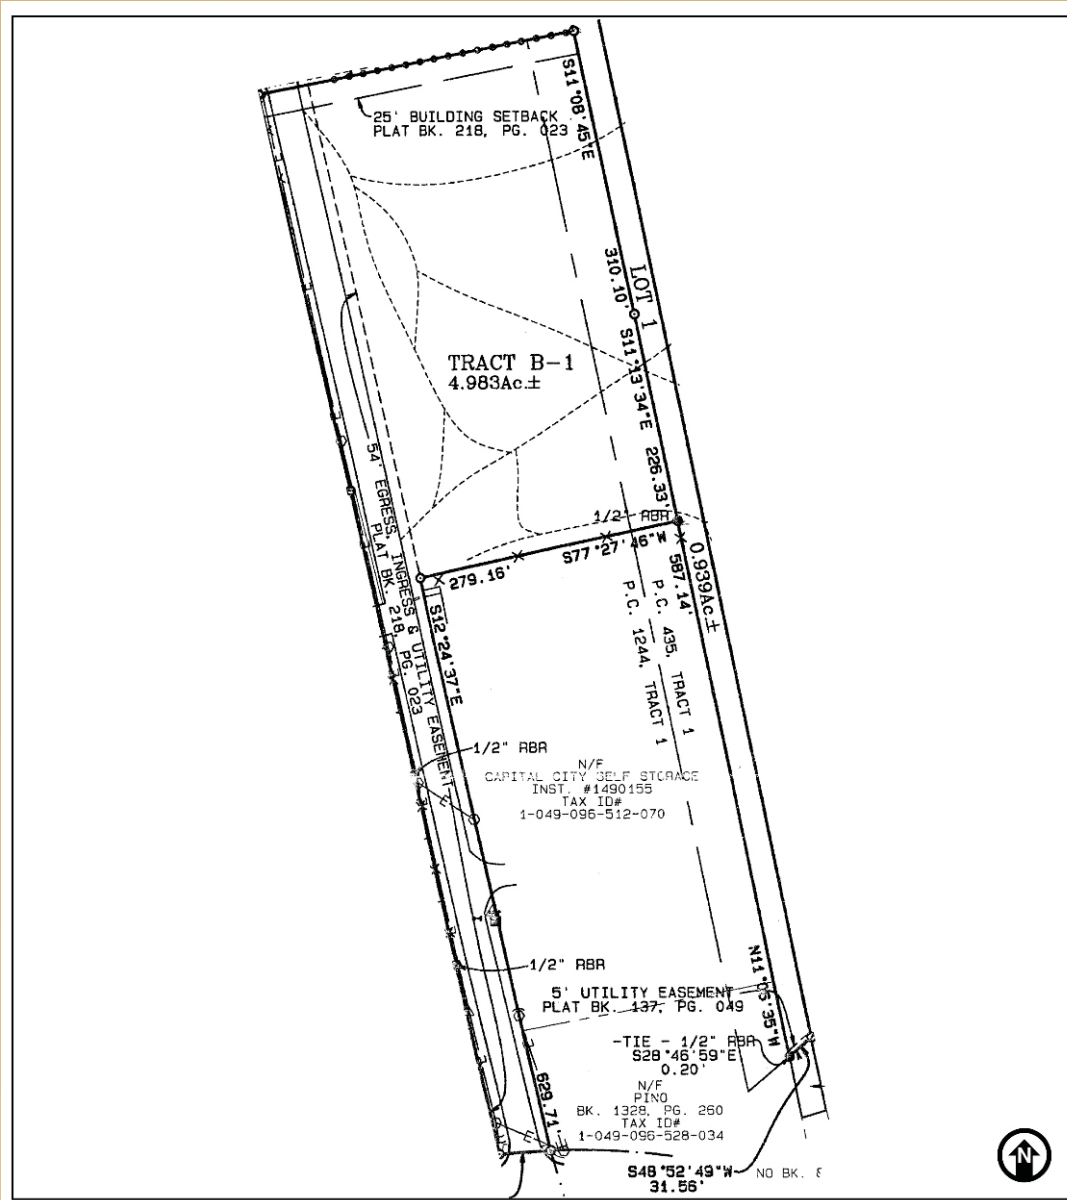 25' BUILDING SETBACK
PLAT BK. 218, PG. 023
S11°08'45"E
310.10'
LOT 1
TRACT B-1
4.983Ac.±
S11°13'34"E 226.33'
54' EGRESS, INGRESS & UTILITY EASEMENT
PLAT BK. 218, PG. 023
1/2" RBR
S77°27'46"W
279.16'
587.14'
0.939Ac±
P.C. 435, TRACT 1
P.C. 1244, TRACT 1
S12°24'37"E
1/2" RBR
N/F
CAPITAL CITY SELF STORAGE
INST. #1490155
TAX ID#
1-049-096-512-070
E
1/2" RBR
N11°05'35"W
5' UTILITY EASEMENT
PLAT BK. 137, PG. 049
-TIE - 1/2" RBR
S28°46'59"E
0.20'
629.71'
N/F
PINO
BK. 1328, PG. 260
TAX ID#
1-049-096-528-034
E
S48°52'49"W
31.56'
NO BK. &
N